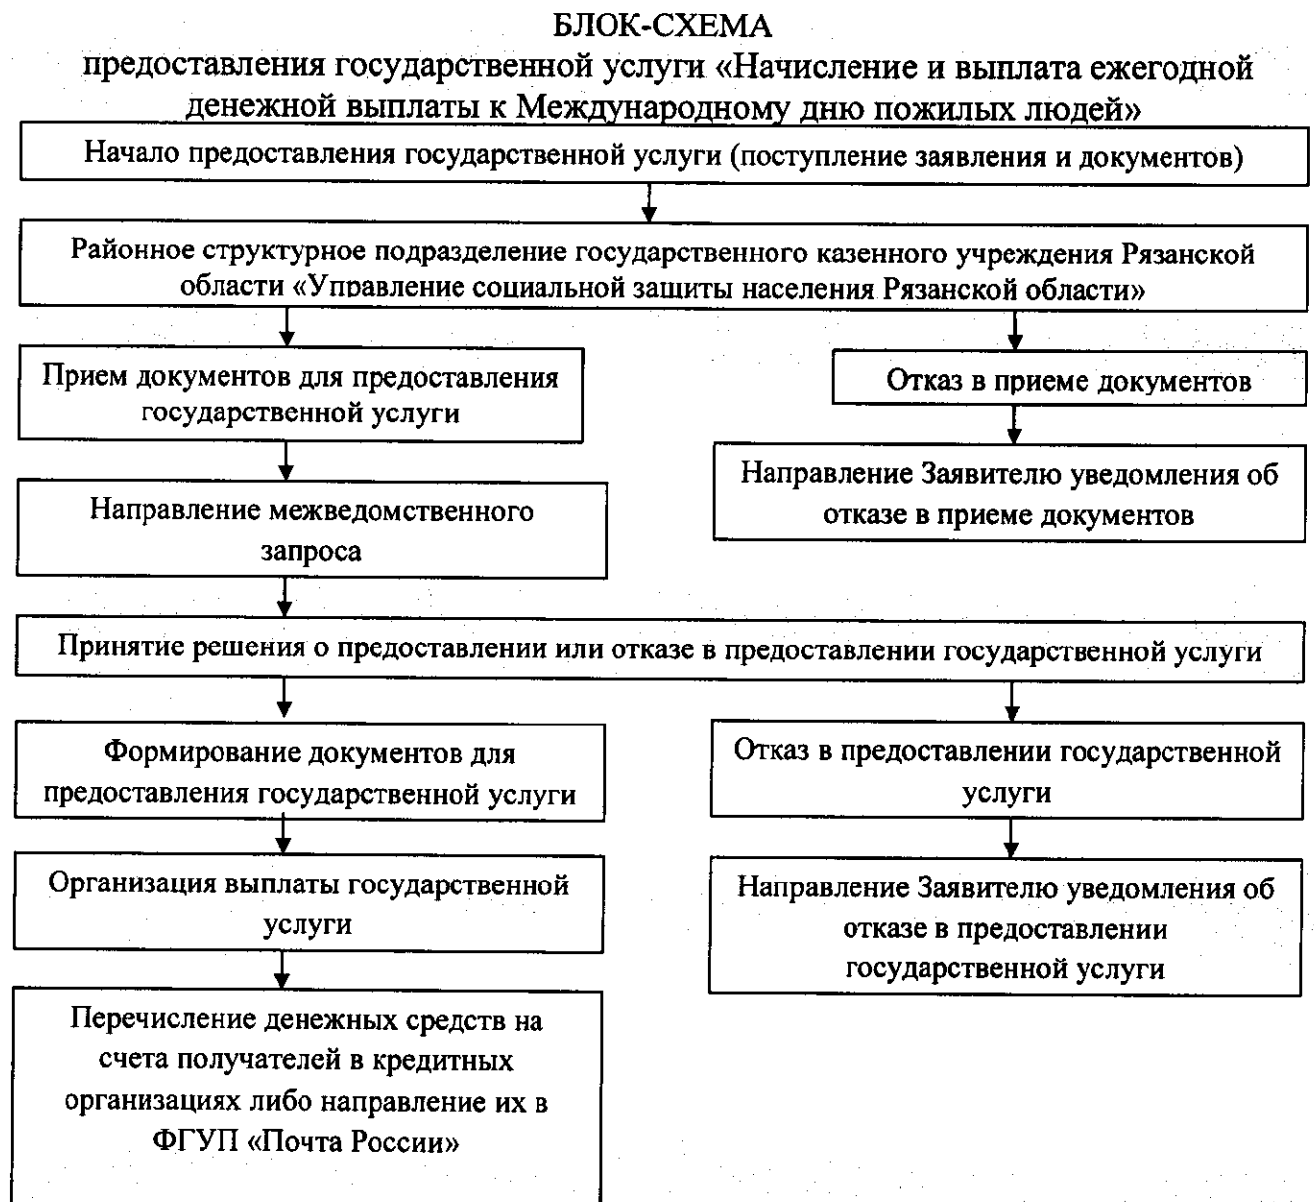 БЛОК-СХЕМА
предоставления государственной услуги «Начисление и выплата ежегодной
денежной выплаты к Международному дню пожилых людей»
Начало предоставления государственной услуги (поступление заявления и документов)
Районное структурное подразделение государственного казенного учреждения Рязанской
области «Управление социальной защиты населения Рязанской области»
Прием документов для предоставления
государственной услуги
Отказ в приеме документов
Направление Заявителю уведомления об
отказе в приеме документов
Направление межведомственного
запроса
Принятие решения о предоставлении или отказе в предоставлении государственной услуги
Формирование документов для
предоставления государственной услуги
Отказ в предоставлении государственной
услуги
Организация выплаты государственной
услуги
Направление Заявителю уведомления об
отказе в предоставлении
государственной услуги
Перечисление денежных средств на
счета получателей в кредитных
организациях либо направление их в
ФГУП «Почта России»